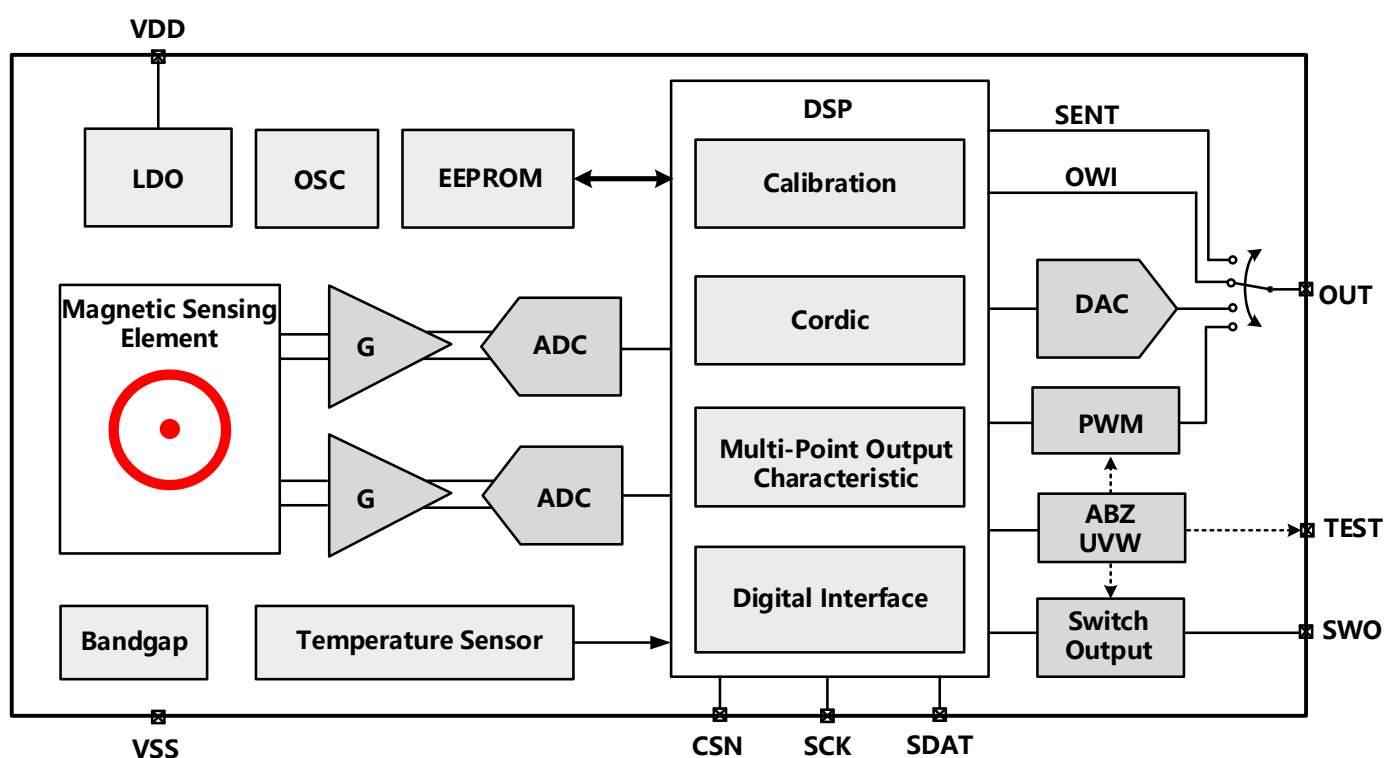 VDD
DSP
SENT
LDO
OSC
EEPROM
Calibration
OWI
Magnetic Sensing
Element
G
ADC
Cordic
DAC
OUT
PWM
Multi-Point Output
Characteristic
G
ADC
ABZ
UVW
TEST
Bandgap
Temperature Sensor
Digital Interface
Switch
Output
SWO
VSS
CSN
SCK
SDAT